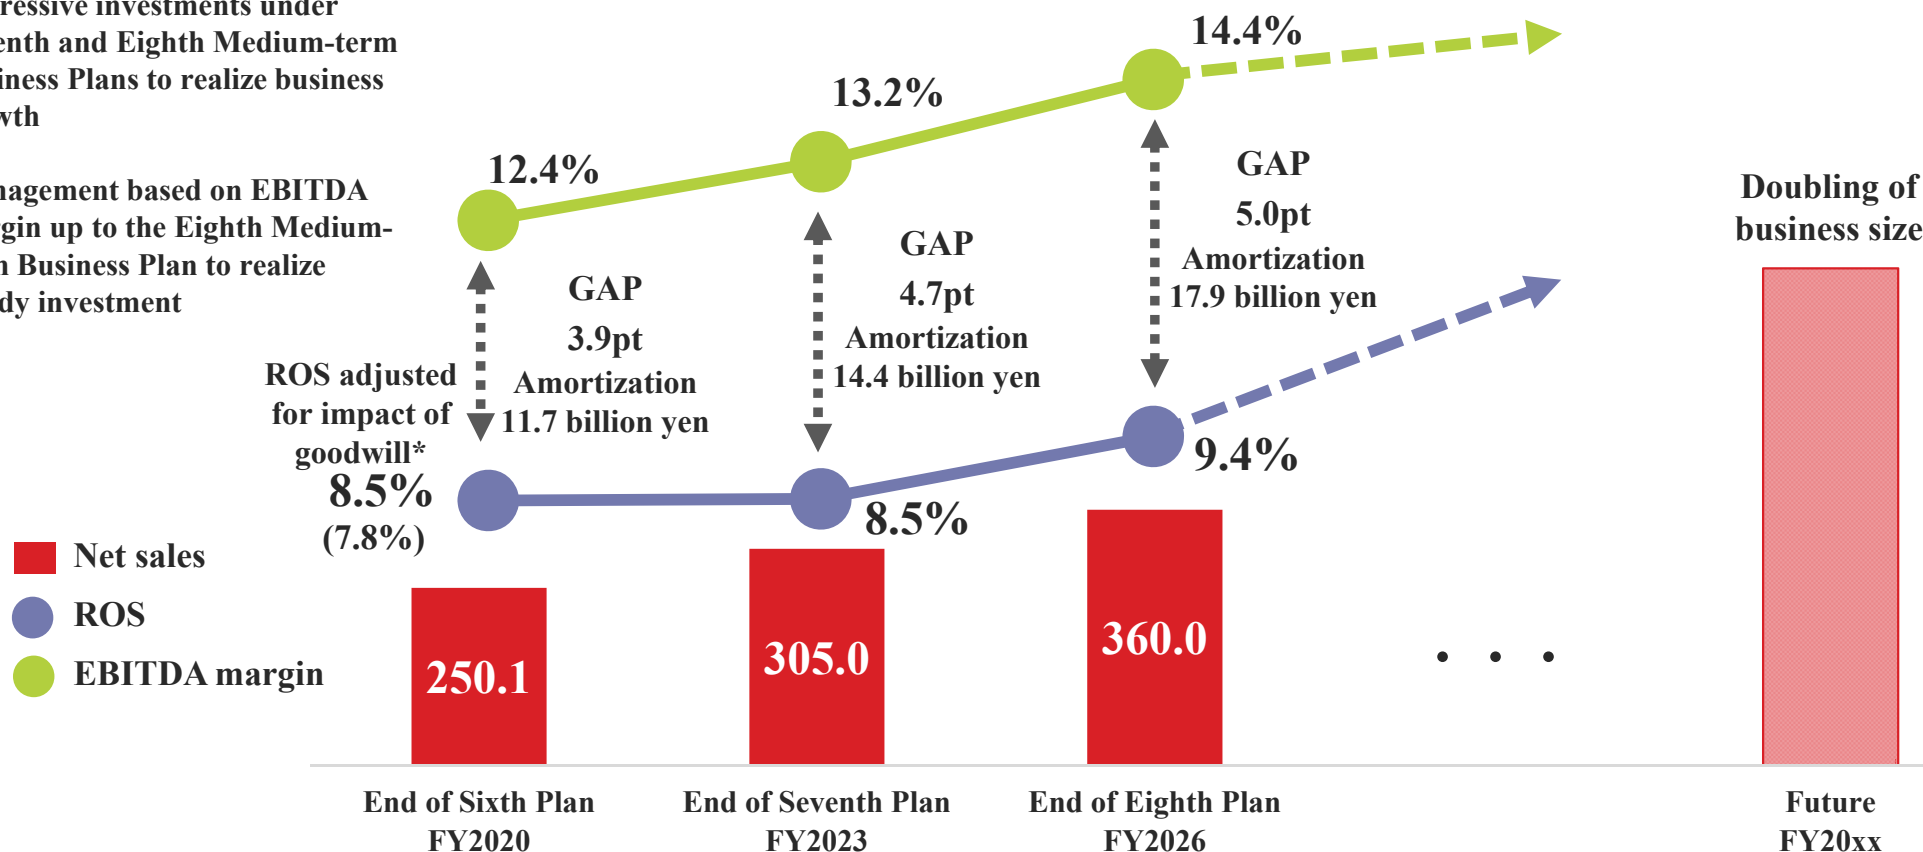 ressive investments under
enth and Eighth Medium-term
iness Plans to realize business
wth
nagement based on EBITDA
rgin up to the Eighth Medium-
Business Plan to realize
dy investment
12.4%
13.2%
14.4%
GAP
3.9pt
Amortization
11.7 billion yen
GAP
4.7pt
Amortization
14.4 billion yen
GAP
5.0pt
Amortization
17.9 billion yen
Doubling of
business size
ROS adjusted
for impact of
goodwill*
8.5%
(7.8%)
8.5%
9.4%
Net sales
ROS
EBITDA margin
250.1
305.0
360.0
. . .
End of Sixth Plan
FY2020
End of Seventh Plan
FY2023
End of Eighth Plan
FY2026
Future
FY20xx